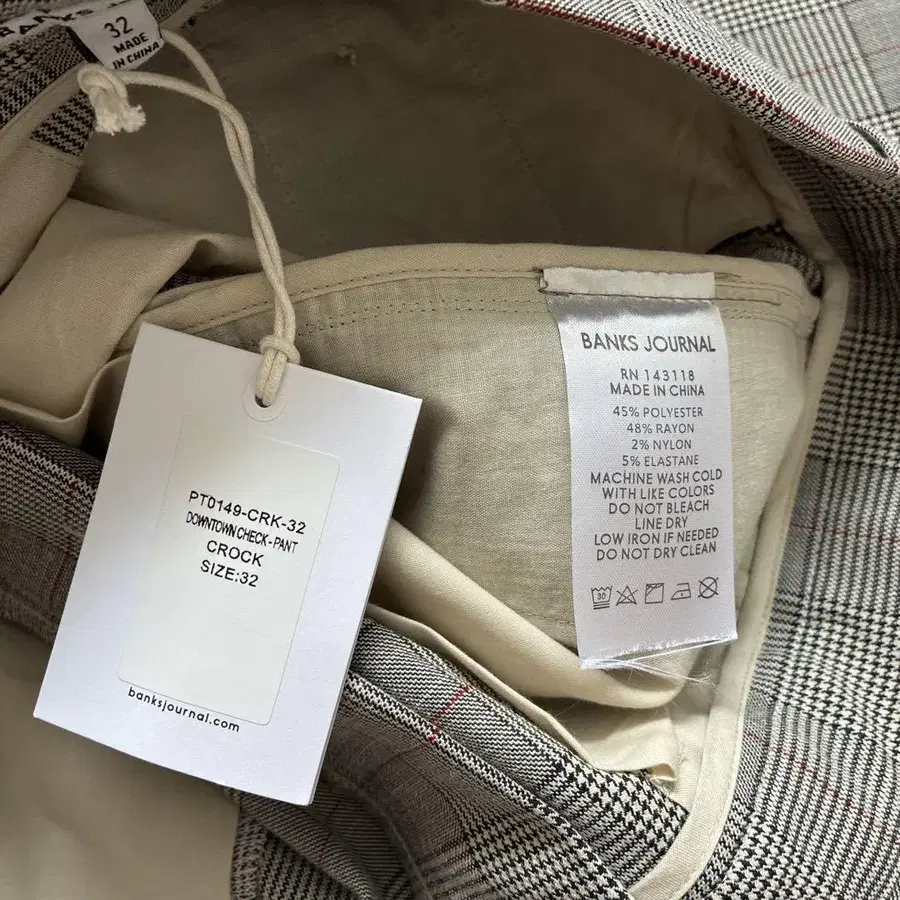 BANKS J
32
MADE
IN CHINA
PT0149-CRK-32
DOWNTOWN CHECK - PANT
CROCK
SIZE:32
banksjournal.com
BANKS JOURNAL
RN 143118
MADE IN CHINA
45% POLYESTER
48% RAYON
2% NYLON
5% ELASTANE
MACHINE WASH COLD
WITH LIKE COLORS
DO NOT BLEACH
LINE DRY
LOW IRON IF NEEDED
DO NOT DRY CLEAN
30